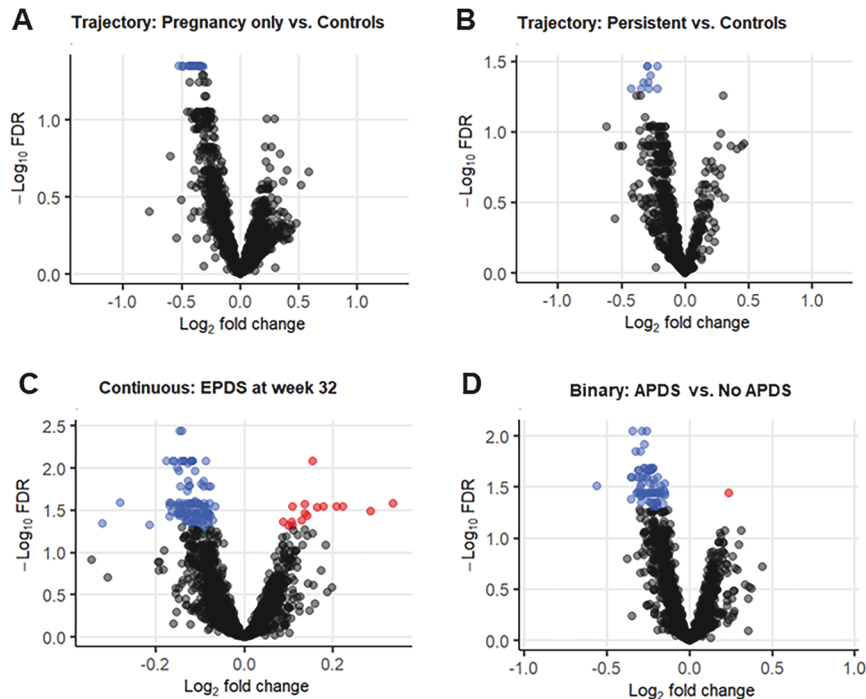 A
Trajectory: Pregnancy only vs. Controls
1.0
0.5
0.0
-1.0 -0.5 0.0 0.5 1.0
−Log10 FDR
Log2 fold change
B
Trajectory: Persistent vs. Controls
1.5
1.0
0.5
0.0
-1.0 -0.5 0.0 0.5 1.0
−Log10 FDR
Log2 fold change
C
Continuous: EPDS at week 32
2.5
2.0
1.5
1.0
0.5
0.0
-0.2 0.0 0.2
−Log10 FDR
Log2 fold change
D
Binary: APDS vs. No APDS
2.0
1.5
1.0
0.5
0.0
-1.0 -0.5 0.0 0.5 1.0
−Log10 FDR
Log2 fold change